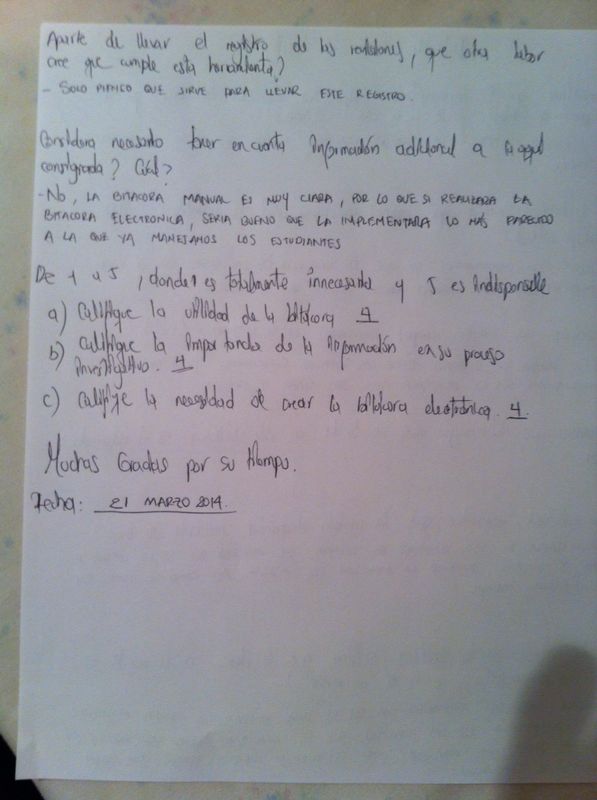 Aparte de llevar el registro de las revisiones, que otra labor
cree que cumple esta herramienta?
- SOLO PIENSO QUE SIRVE PARA LLEVAR ESTE REGISTRO.
Considera necesario tener en cuenta información adicional a la aquí
consignada? Cuál?
- NO, LA BITACORA MANUAL ES MUY CLARA, POR LO QUE SI REALIZARA LA
BITACORA ELECTRONICA, SERIA BUENO QUE LA IMPLEMENTARA LO MÁS PARECIDO
A LA QUE YA MANEJAMOS LOS ESTUDIANTES
De 1 a 5, donde 1 es totalmente innecesaria y 5 es indispensable
a) Califique la utilidad de la bitácora 4
b) Califique la importancia de la información en su proceso
investigativo. 4
c) Califique la necesidad de crear la bitácora electrónica. 4.
Muchas Gracias por su tiempo.
Fecha: 21 MARZO 2014.